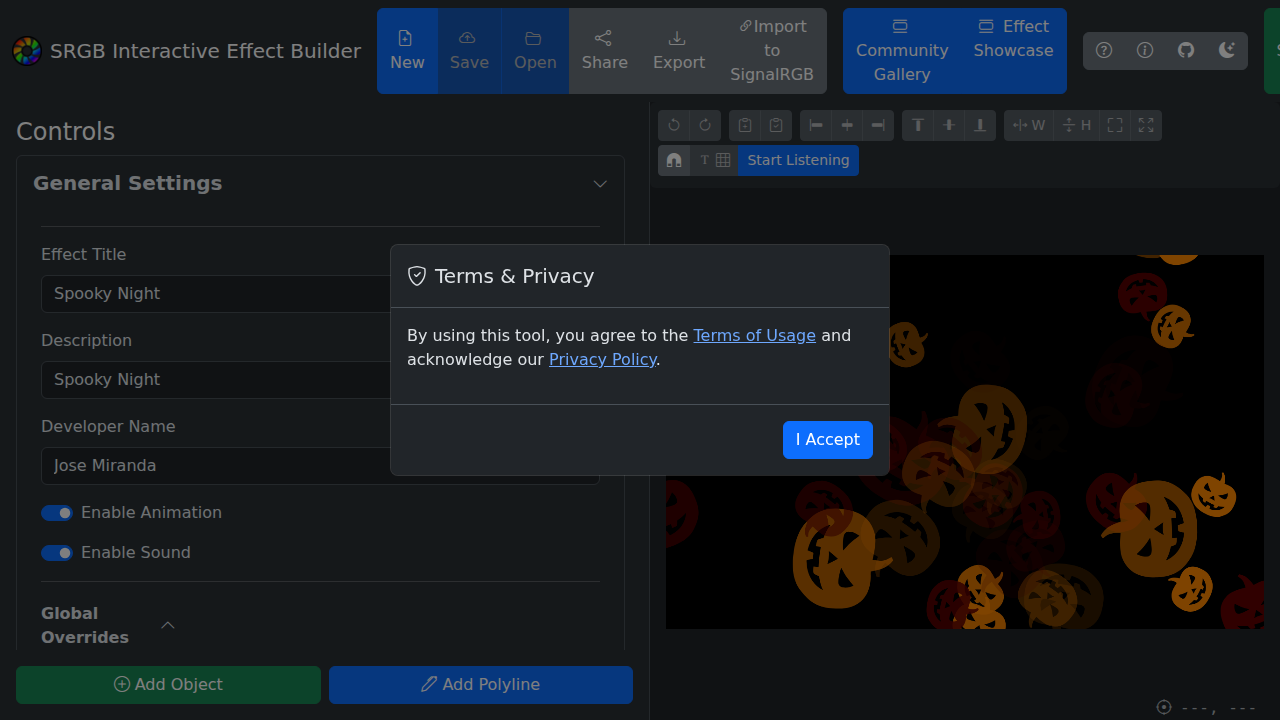 SRGB Interactive Effect Builder
New
Save
Open
Share
Export
Import
to
SignalRGB
Community
Gallery
Effect
Showcase
Controls
General Settings
Effect Title
Spooky Night
Description
Spooky Night
Developer Name
Jose Miranda
Enable Animation
Enable Sound
Global
Overrides
Add Object
Add Polyline
W
H
T
Start Listening
Terms & Privacy
By using this tool, you agree to the Terms of Usage and
acknowledge our Privacy Policy.
I Accept
---, ---